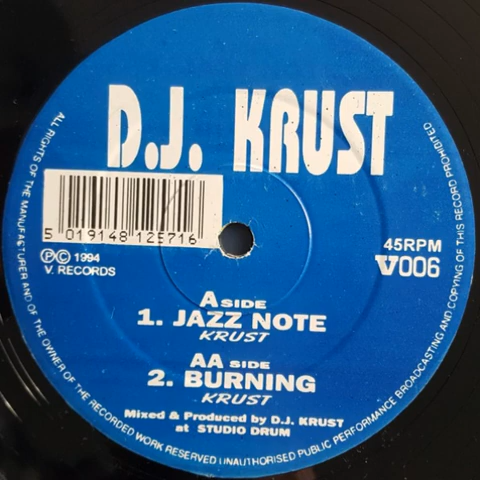 D.J. KRUST
5 019148 125716
45RPM
V006
℗© 1994
V. RECORDS
A SIDE
1. JAZZ NOTE
KRUST
AA SIDE
2. BURNING
KRUST
Mixed & Produced by D.J. KRUST
at STUDIO DRUM
ALL RIGHTS OF THE MANUFACTURER AND OF THE OWNER OF THE RECORDED WORK RESERVED UNAUTHORISED PUBLIC PERFORMANCE BROADCASTING AND COPYING OF THIS RECORD PROHIBITED